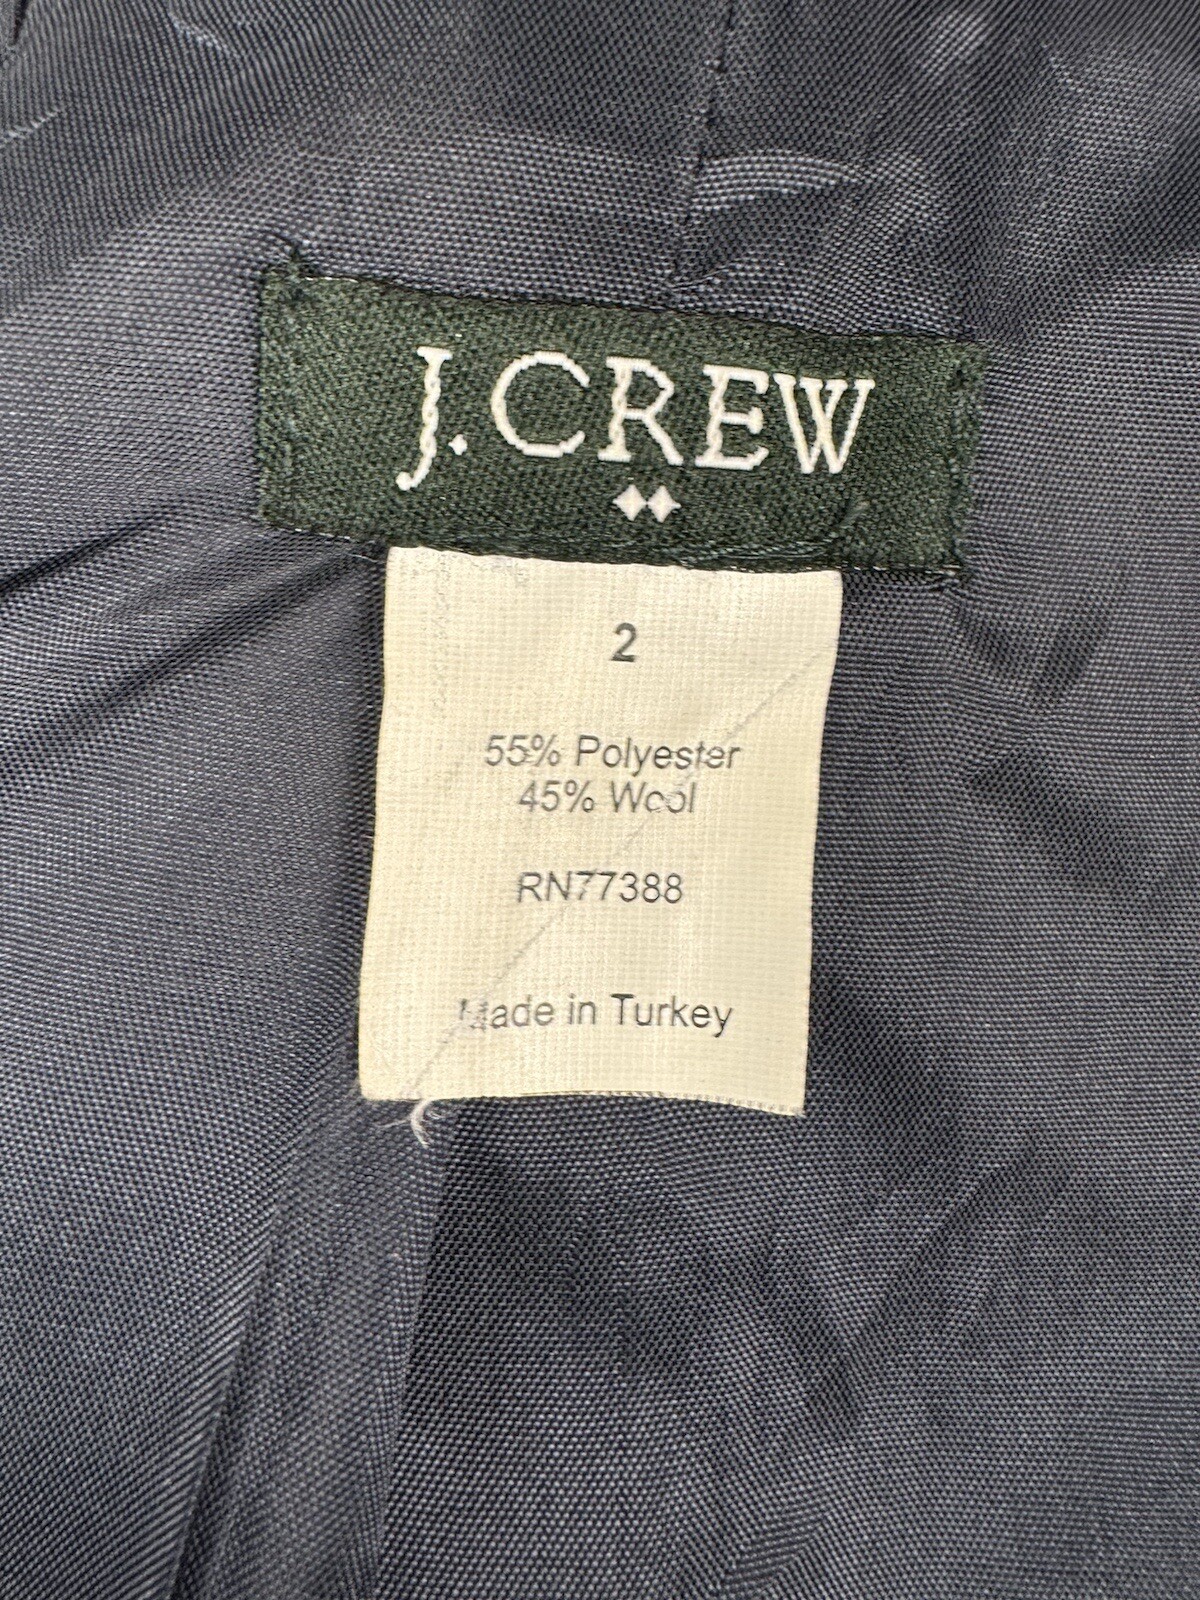 J.CREW
2
55% Polyester
45% Wool
RN77388
Made in Turkey